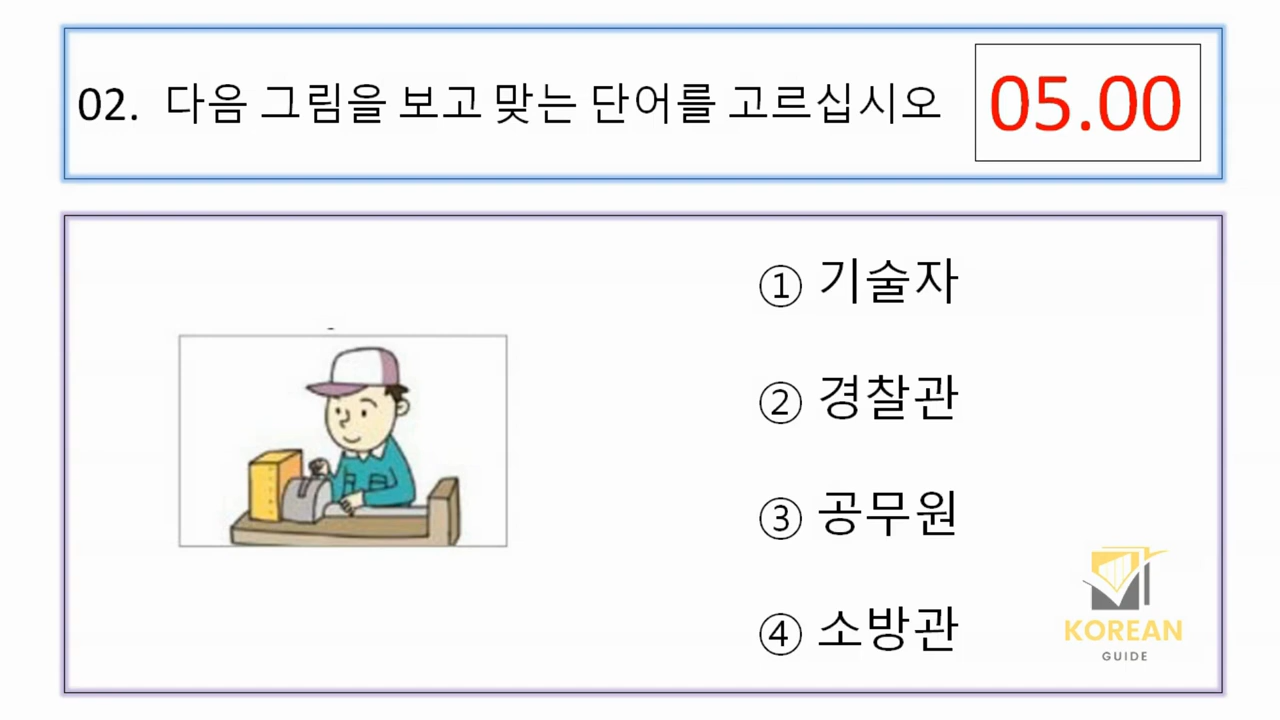 02. 다음 그림을 보고 맞는 단어를 고르십시오
05.00
① 기술자
② 경찰관
③ 공무원
④ 소방관
KOREAN
GUIDE